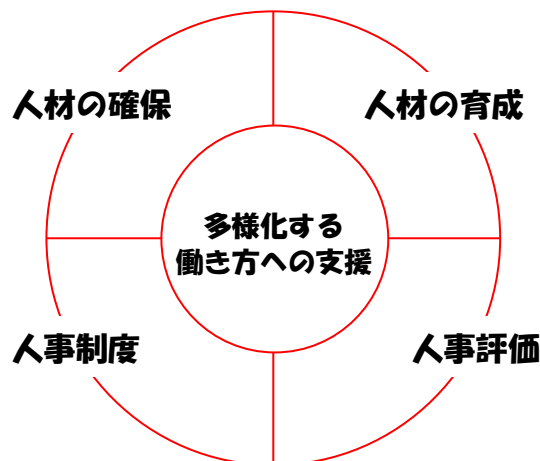 人材の確保
人材の育成
多様化する
働き方への支援
人事制度
人事評価